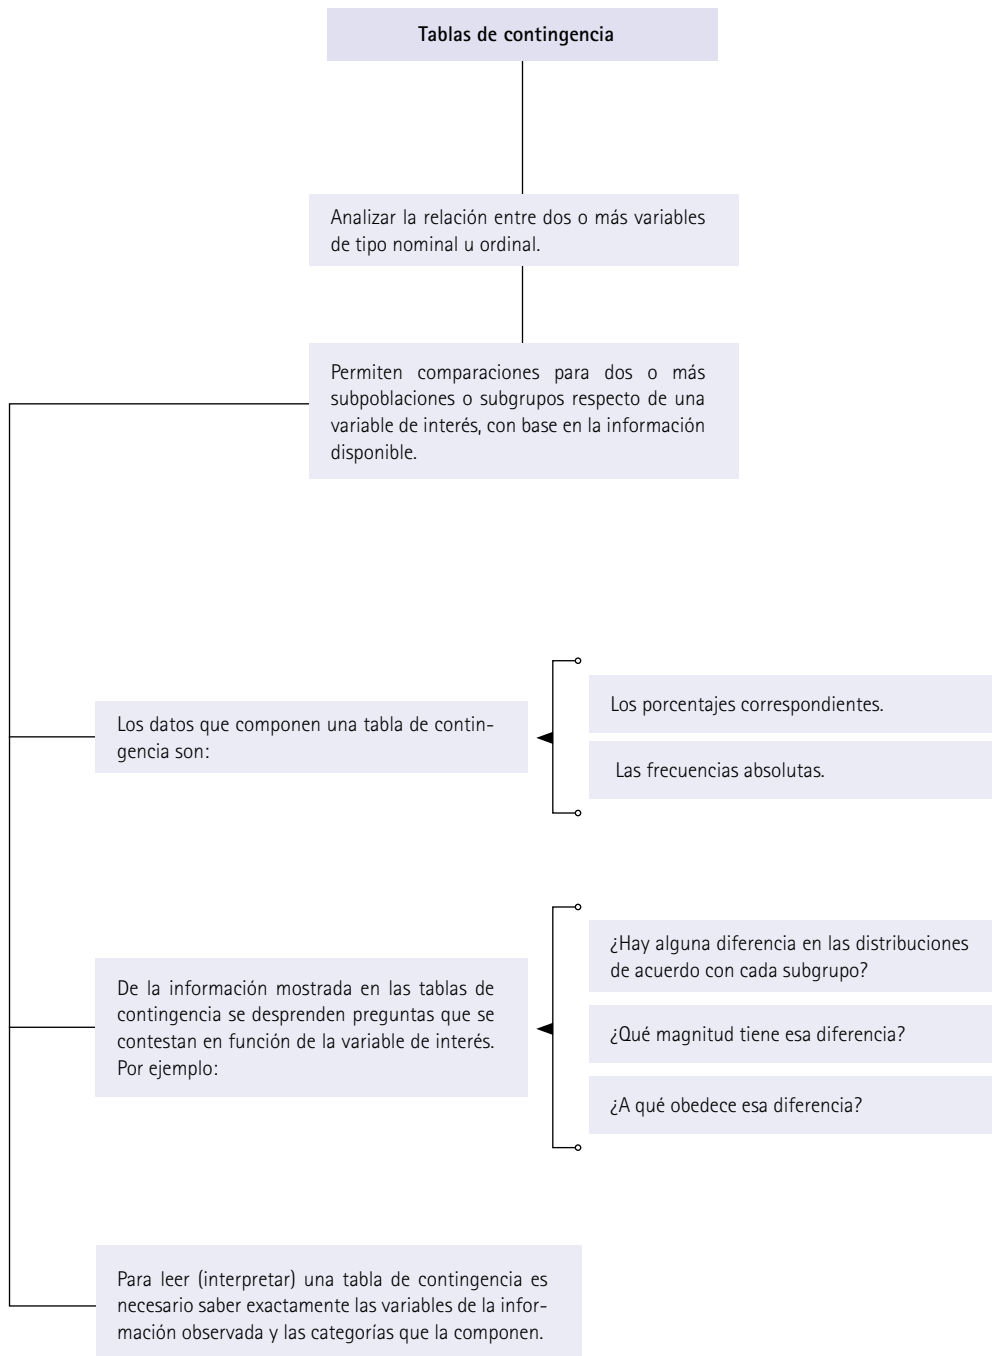 Tablas de contingencia
Analizar la relación entre dos o más variables
de tipo nominal u ordinal.
Permiten comparaciones para dos o más
subpoblaciones o subgrupos respecto de una
variable de interés, con base en la información
disponible.
Los datos que componen una tabla de contin-
gencia son:
Los porcentajes correspondientes.
Las frecuencias absolutas.
De la información mostrada en las tablas de
contingencia se desprenden preguntas que se
contestan en función de la variable de interés.
Por ejemplo:
¿Hay alguna diferencia en las distribuciones
de acuerdo con cada subgrupo?
¿Qué magnitud tiene esa diferencia?
¿A qué obedece esa diferencia?
Para leer (interpretar) una tabla de contingencia es
necesario saber exactamente las variables de la infor-
mación observada y las categorías que la componen.